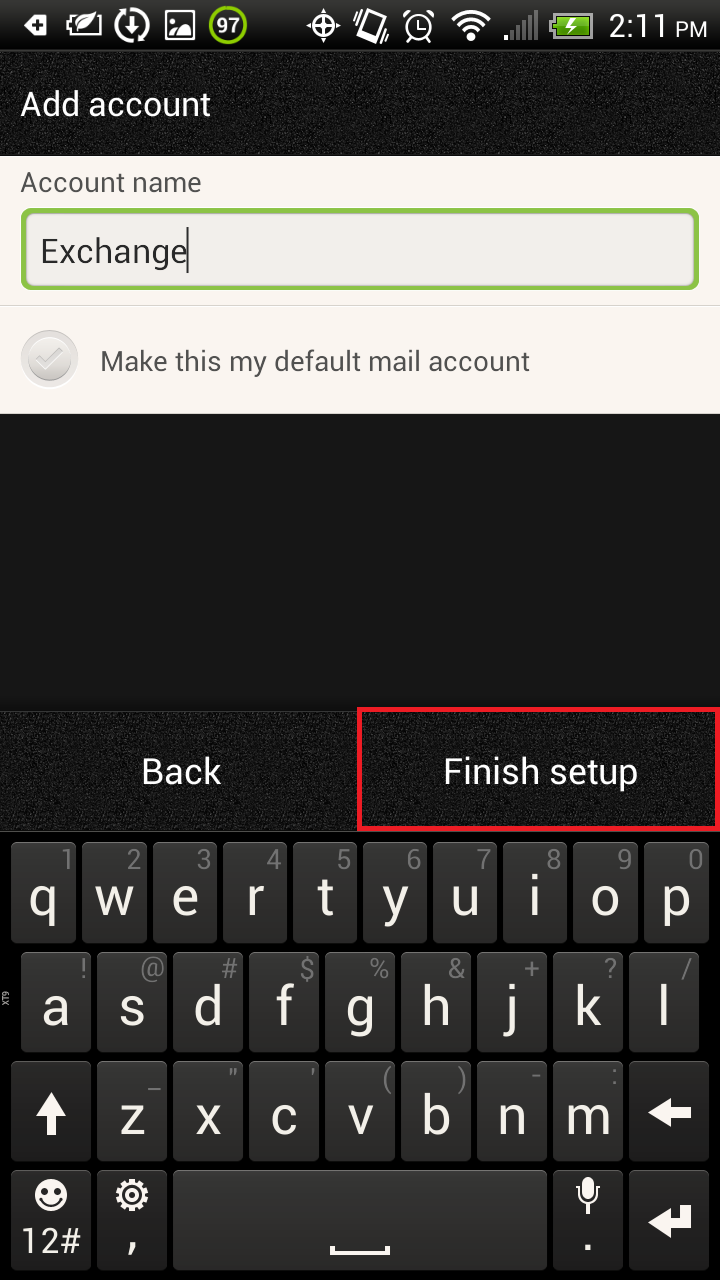 97 2:11 PM
Add account
Account name
Exchange
Make this my default mail account
Back Finish setup
1 2 3 4 5 6 7 8 9 0
q w e r t y u i o p
! @ # $ % & + ? /
a s d f g h j k l
XT9
_ " ' ( ) - :
z x c v b n m
12# , .